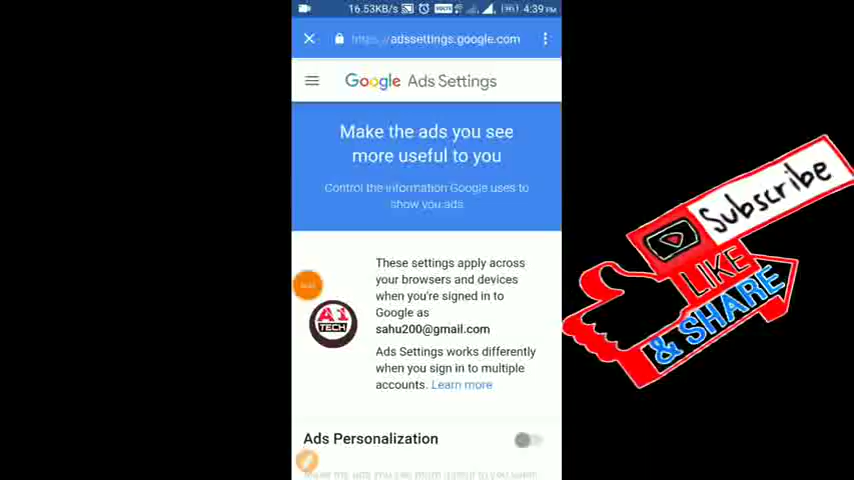 16.53KB/s 4:39 PM
https://adssettings.google.com
Google Ads Settings
Make the ads you see
more useful to you
Control the information Google uses to
show you ads.
These settings apply across
your browsers and devices
when you're signed in to
Google as
sahu200@gmail.com
Ads Settings works differently
when you sign in to multiple
accounts. Learn more
A1
TECH
Ads Personalization
Subscribe
LIKE
& SHARE